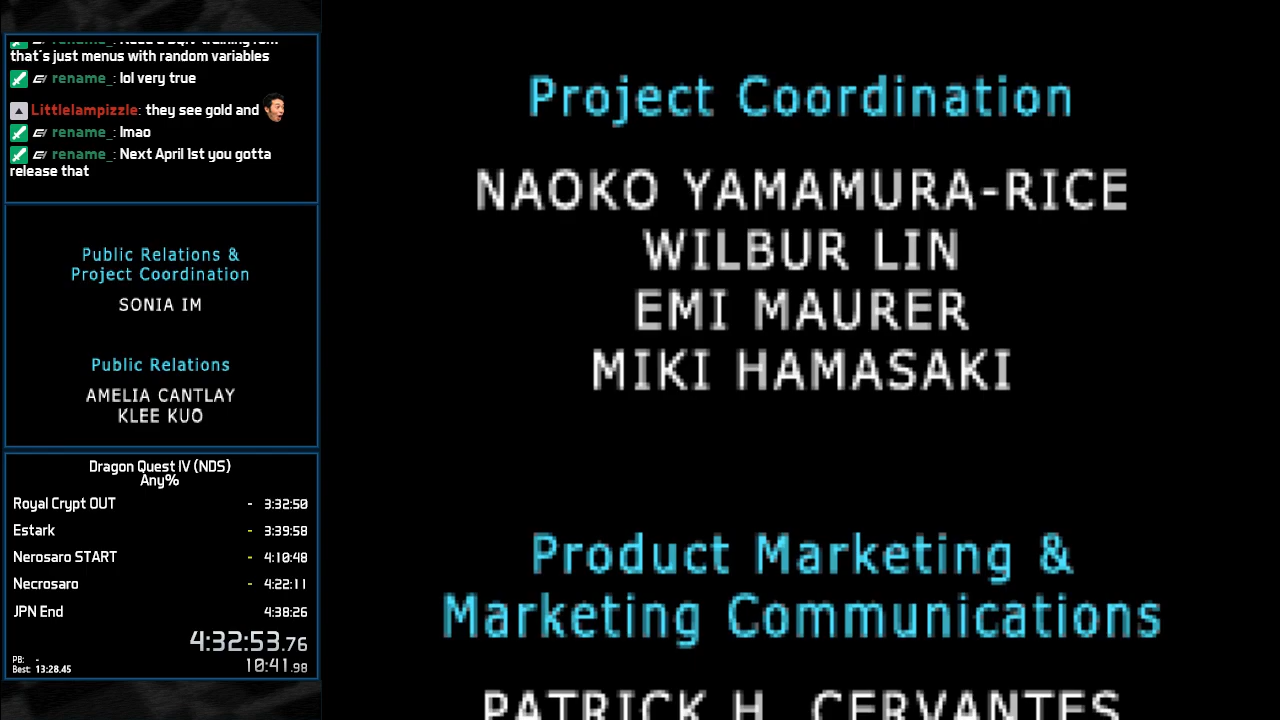 that's just menus with random variables
rename_: lol very true
Littlelampizzle: they see gold and
rename_: lmao
rename_: Next April 1st you gotta
release that
Public Relations &
Project Coordination
SONIA IM
Public Relations
AMELIA CANTLAY
KLEE KUO
Dragon Quest IV (NDS)
Any%
Royal Crypt OUT - 3:32:50
Estark - 3:39:58
Nerosaro START - 4:10:48
Necrosaro - 4:22:11
JPN End 4:38:26
4:32:53.76
PB: -
Best: 13:28.45
10:41.98
Project Coordination
NAOKO YAMAMURA-RICE
WILBUR LIN
EMI MAURER
MIKI HAMASAKI
Product Marketing &
Marketing Communications
PATRICK H. CERVANTES